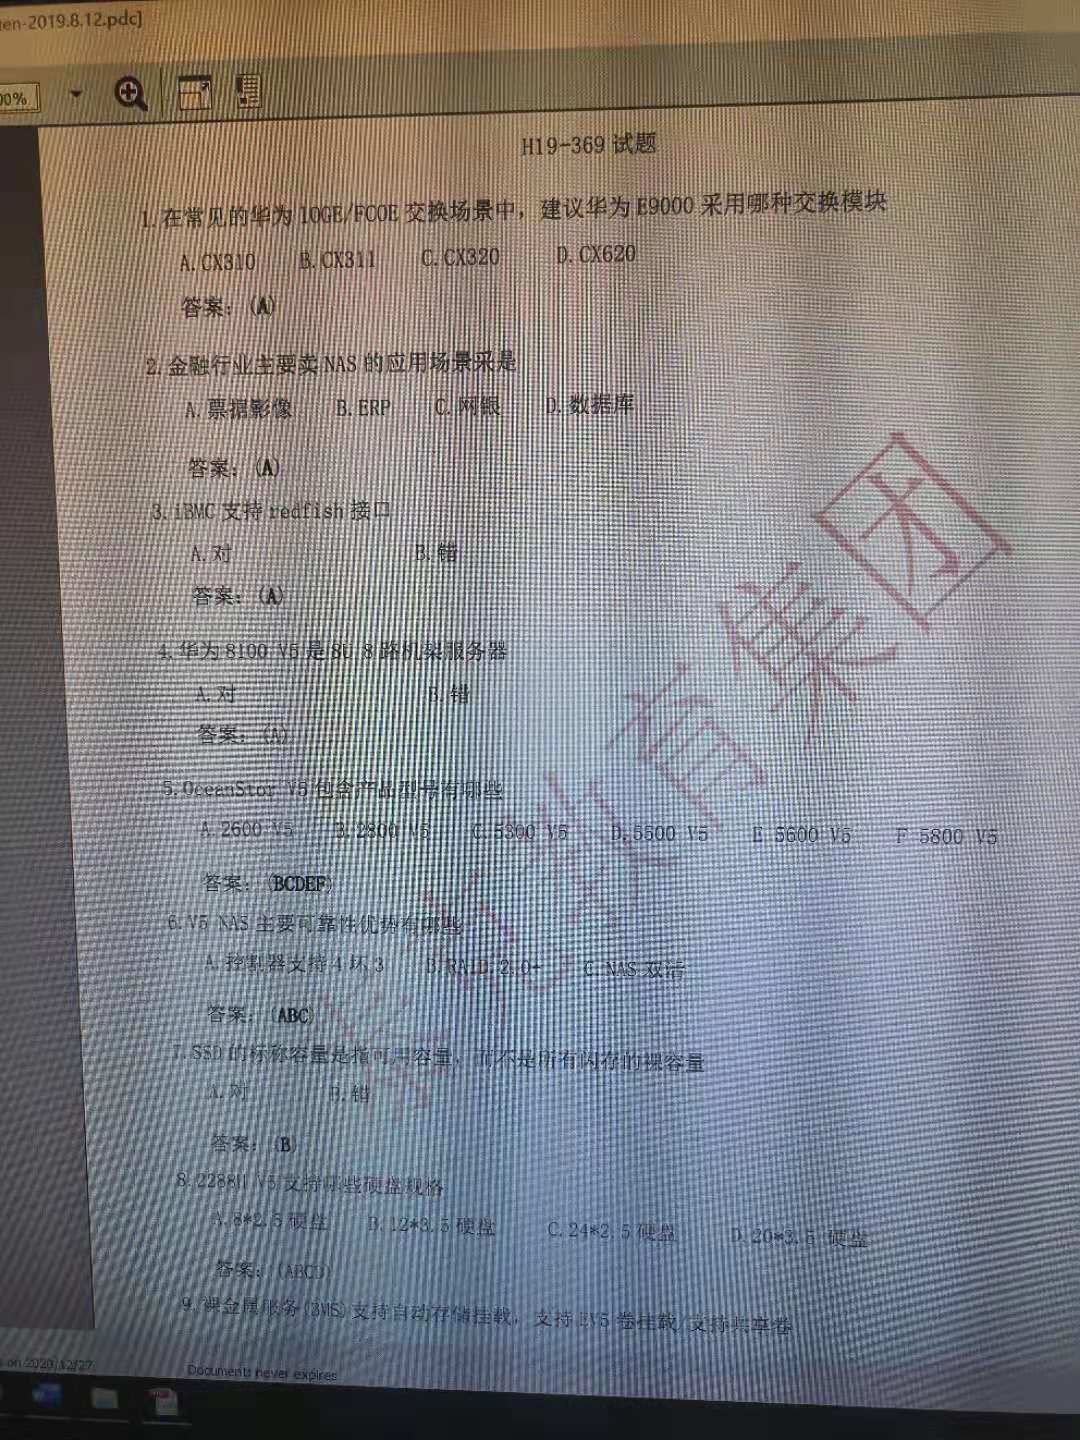 en-2019.8.12.pdc]
00%
H19-369 试题
1.在常见的华为 10GE/FCOE 交换场景中，建议华为 E9000 采用哪种交换模块
A.CX310 B.CX311 C.CX320 D.CX620
答案：(A)
2.金融行业主要卖 NAS 的应用场景采是
A.票据影像 B.ERP C.网银 D.数据库
答案：(A)
3.iBMC 支持 redfish 接口
A.对 B.错
答案：(A)
4.华为 8100 V5 是 8U 8 路机架服务器
A.对 B.错
答案：(A)
5.OceanStor V5 包含产品型号有哪些
A.2600 V5 B.2800 V5 C.5300 V5 D.5500 V5 E 5600 V5 F 5800 V5
答案：(BCDEF)
6.V5 NAS 主要可靠性优势有哪些
A.控制器支持 4 坏 3 B.RAID 2.0+ C.NAS 双活
答案：(ABC)
7.SSD 的标称容量是指可用容量，而不是所有闪存的裸容量
A.对 B.错
答案：(B)
8.2288H V5 支持哪些硬盘规格
A.8*2.5 硬盘 B.12*3.5 硬盘 C.24*2.5 硬盘 D.20*3.5 硬盘
答案：(ABCD)
9.裸金属服务(BMS)支持自动存储挂载，支持 EVS 卷挂载 支持共享卷
on 2020/12/27
Documents never expires
集团